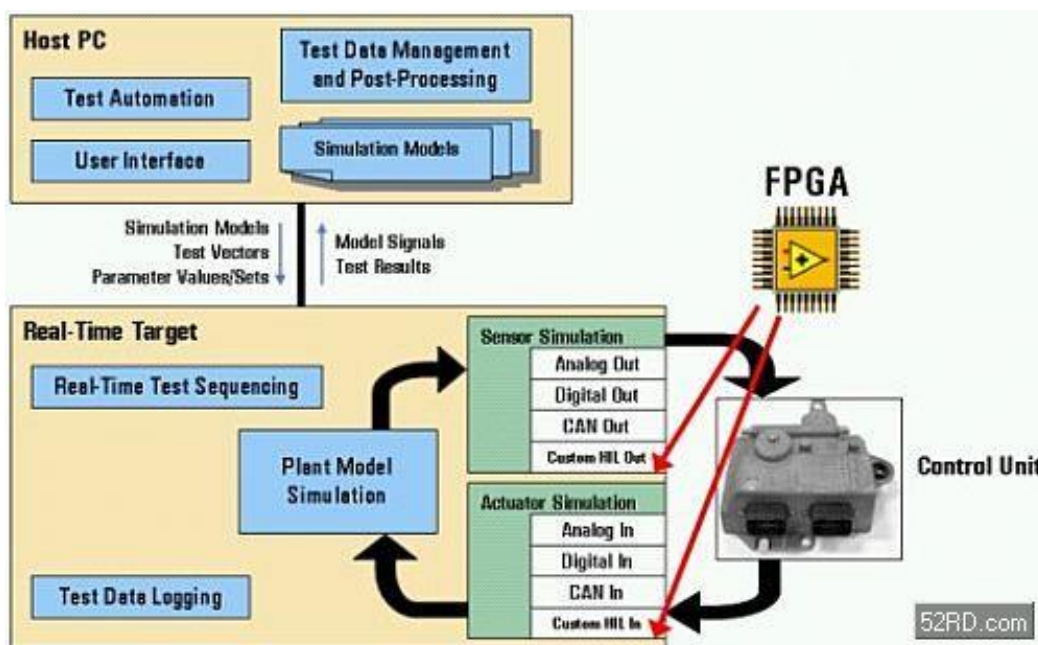 Host PC
Test Data Management
and Post-Processing
Test Automation
User Interface
Simulation Models
Simulation Models
Test Vectors
Parameter Values/Sets
Model Signals
Test Results
FPGA
Real-Time Target
Real-Time Test Sequencing
Plant Model
Simulation
Test Data Logging
Sensor Simulation
Analog Out
Digital Out
CAN Out
Custom HIL Out
Actuator Simulation
Analog In
Digital In
CAN In
Custom HIL In
Control Unit
52RD.com